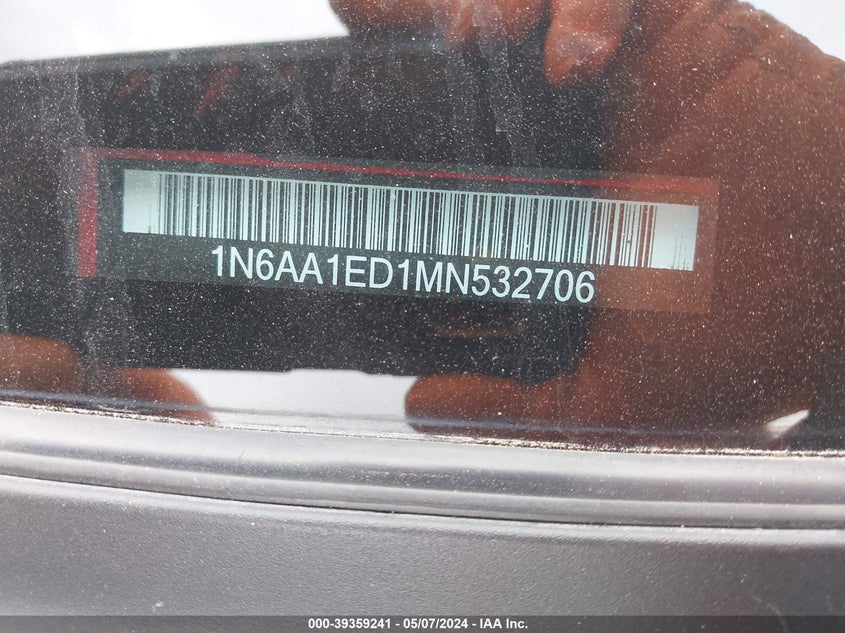 1N6AA1ED1MN532706
000-39359241 - 05/07/2024 - IAA Inc.